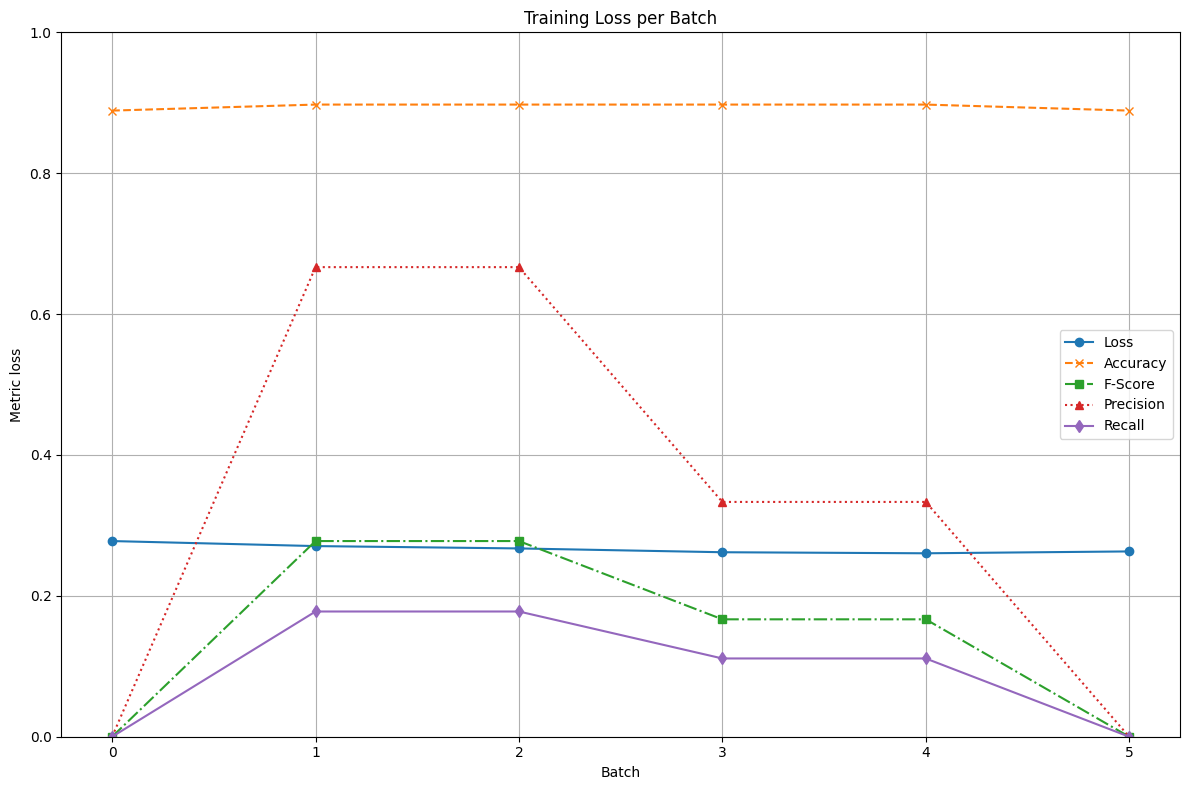 Training Loss per Batch
Metric loss
1.0
0.8
0.6
0.4
0.2
0.0
Loss
Accuracy
F-Score
Precision
Recall
0 1 2 3 4 5
Batch